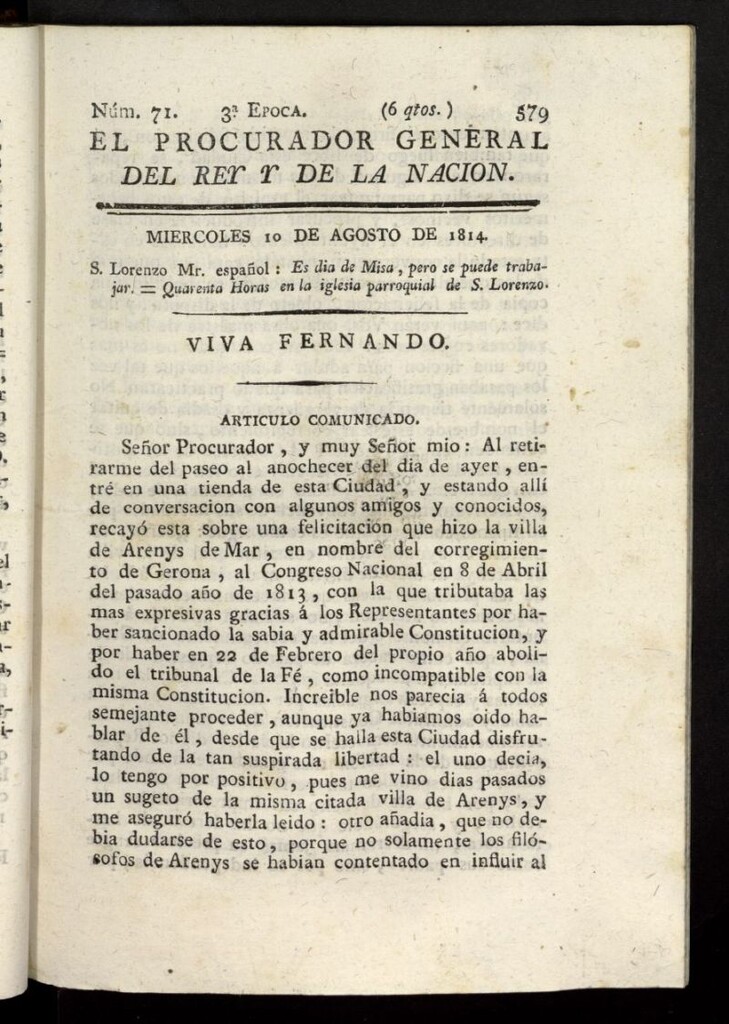 Núm. 71. 3ª EPOCA. (6 qtos.) 579
EL PROCURADOR GENERAL
DEL REY Y DE LA NACION.
MIERCOLES 10 DE AGOSTO DE 1814.
S. Lorenzo Mr. español : Es dia de Misa, pero se puede traba-
jar. = Quarenta Horas en la iglesia parroquial de S. Lorenzo.
VIVA FERNANDO.
ARTICULO COMUNICADO.
Señor Procurador, y muy Señor mio: Al reti-
rarme del paseo al anochecer del dia de ayer, en-
tré en una tienda de esta Ciudad, y estando allí
de conversacion con algunos amigos y conocidos,
recayó esta sobre una felicitacion que hizo la villa
de Arenys de Mar, en nombre del corregimien-
to de Gerona, al Congreso Nacional en 8 de Abril
del pasado año de 1813, con la que tributaba las
mas expresivas gracias á los Representantes por ha-
ber sancionado la sabia y admirable Constitucion, y
por haber en 22 de Febrero del propio año aboli-
do el tribunal de la Fé, como incompatible con la
misma Constitucion. Increible nos parecia á todos
semejante proceder, aunque ya habiamos oido ha-
blar de él, desde que se halla esta Ciudad disfru-
tando de la tan suspirada libertad: el uno decia,
lo tengo por positivo, pues me vino dias pasados
un sugeto de la misma citada villa de Arenys, y
me aseguró haberla leido: otro añadia, que no de-
bia dudarse de esto, porque no solamente los filó-
sofos de Arenys se habian contentado en influir al